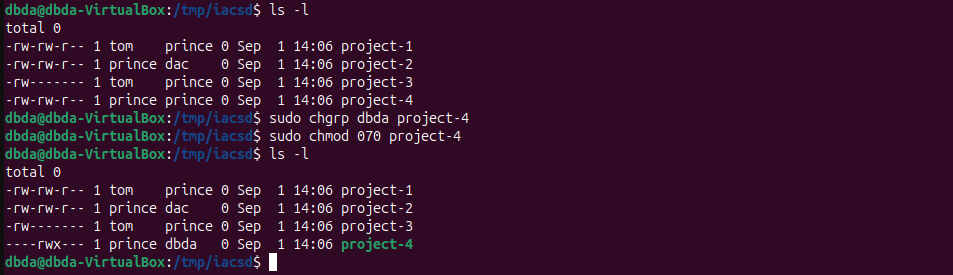 dbda@dbda-VirtualBox:/tmp/iacsd$ ls -l
total 0
-rw-rw-r-- 1 tom    prince 0 Sep  1 14:06 project-1
-rw-rw-r-- 1 prince dac    0 Sep  1 14:06 project-2
-rw------- 1 tom    prince 0 Sep  1 14:06 project-3
-rw-rw-r-- 1 prince prince 0 Sep  1 14:06 project-4
dbda@dbda-VirtualBox:/tmp/iacsd$ sudo chgrp dbda project-4
dbda@dbda-VirtualBox:/tmp/iacsd$ sudo chmod 070 project-4
dbda@dbda-VirtualBox:/tmp/iacsd$ ls -l
total 0
-rw-rw-r-- 1 tom    prince 0 Sep  1 14:06 project-1
-rw-rw-r-- 1 prince dac    0 Sep  1 14:06 project-2
-rw------- 1 tom    prince 0 Sep  1 14:06 project-3
----rwx--- 1 prince dbda   0 Sep  1 14:06 project-4
dbda@dbda-VirtualBox:/tmp/iacsd$